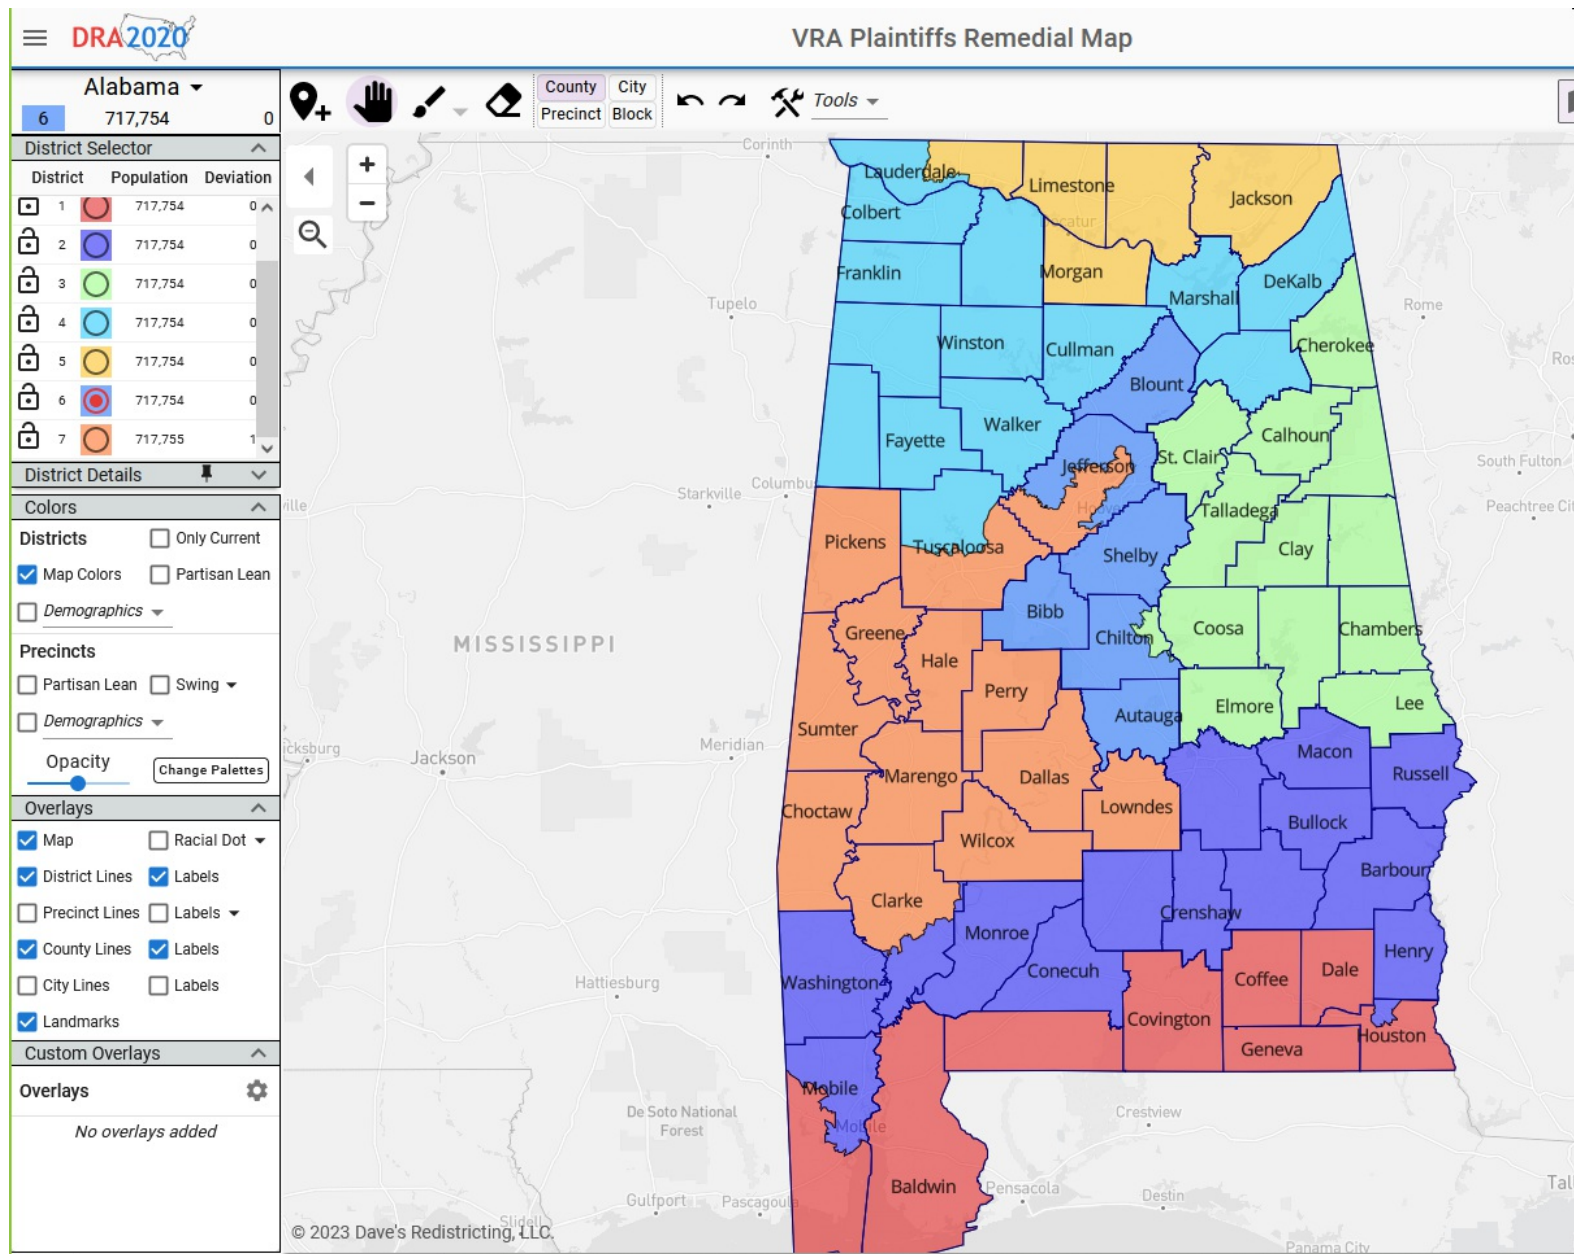 DRA2020
VRA Plaintiffs Remedial Map
Alabama
6 717,754 0
County City
Precinct Block
Tools
District Selector
District Population Deviation
1 717,754 0
2 717,754 0
3 717,754 0
4 717,754 0
5 717,754 0
6 717,754 0
7 717,755 1
District Details
Colors
Districts Only Current
Map Colors Partisan Lean
Demographics
Precincts
Partisan Lean Swing
Demographics
Opacity Change Palettes
Overlays
Map Racial Dot
District Lines Labels
Precinct Lines Labels
County Lines Labels
City Lines Labels
Landmarks
Custom Overlays
Overlays
No overlays added
Corinth
Lauderdale
Limestone
Jackson
Colbert
Franklin
Morgan
Marshall
DeKalb
Tupelo
Rome
Winston
Cullman
Cherokee
Blount
Walker
Fayette
Calhoun
Jefferson
St. Clair
South Fulton
Starkville
Columbus
ville
Talladega
Peachtree Cit
Pickens
Tuscaloosa
Shelby
Clay
MISSISSIPPI
Greene
Bibb
Chilton
Coosa
Chambers
Hale
Perry
Sumter
Autauga
Elmore
Lee
icksburg
Jackson
Meridian
Macon
Marengo
Dallas
Russell
Choctaw
Lowndes
Bullock
Wilcox
Barbour
Clarke
Crenshaw
Monroe
Hattiesburg
Washington
Conecuh
Coffee
Dale
Henry
Covington
Geneva
Houston
Mobile
Mobile
De Soto National
Forest
Crestview
Baldwin
Gulfport
Pascagoula
Pensacola
Destin
Tal
Slidell
Panama City
© 2023 Dave's Redistricting, LLC.